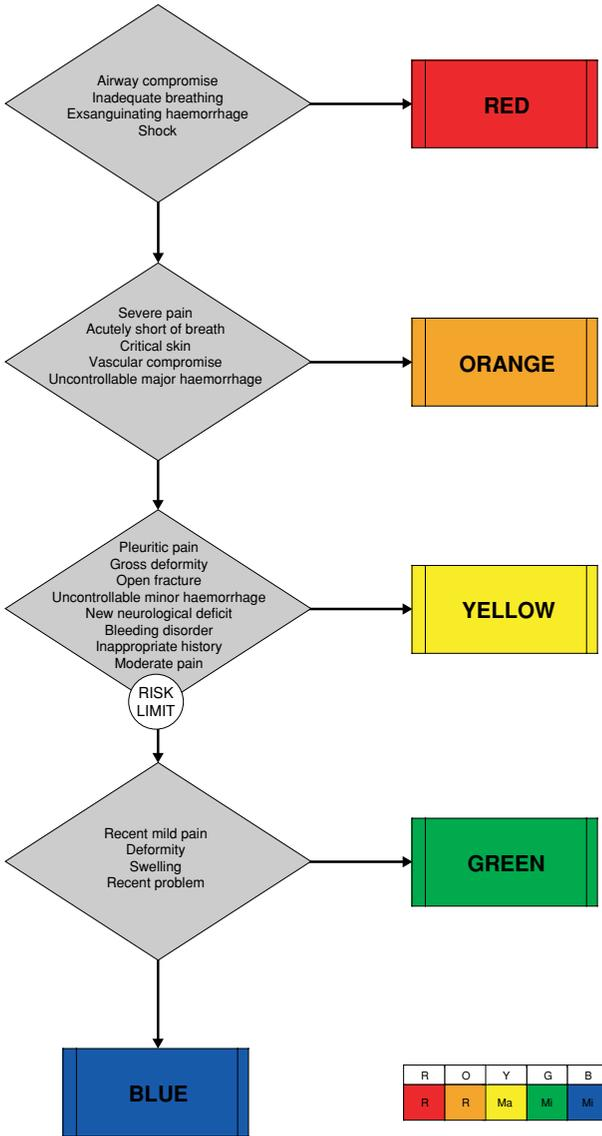 Airway compromise
Inadequate breathing
Exsanguinating haemorrhage
Shock
RED
Severe pain
Acutely short of breath
Critical skin
Vascular compromise
Uncontrollable major haemorrhage
ORANGE
Pleuritic pain
Gross deformity
Open fracture
Uncontrollable minor haemorrhage
New neurological deficit
Bleeding disorder
Inappropriate history
Moderate pain
YELLOW
RISK
LIMIT
Recent mild pain
Deformity
Swelling
Recent problem
GREEN
BLUE
R O Y G B
R R Ma Mi Mi